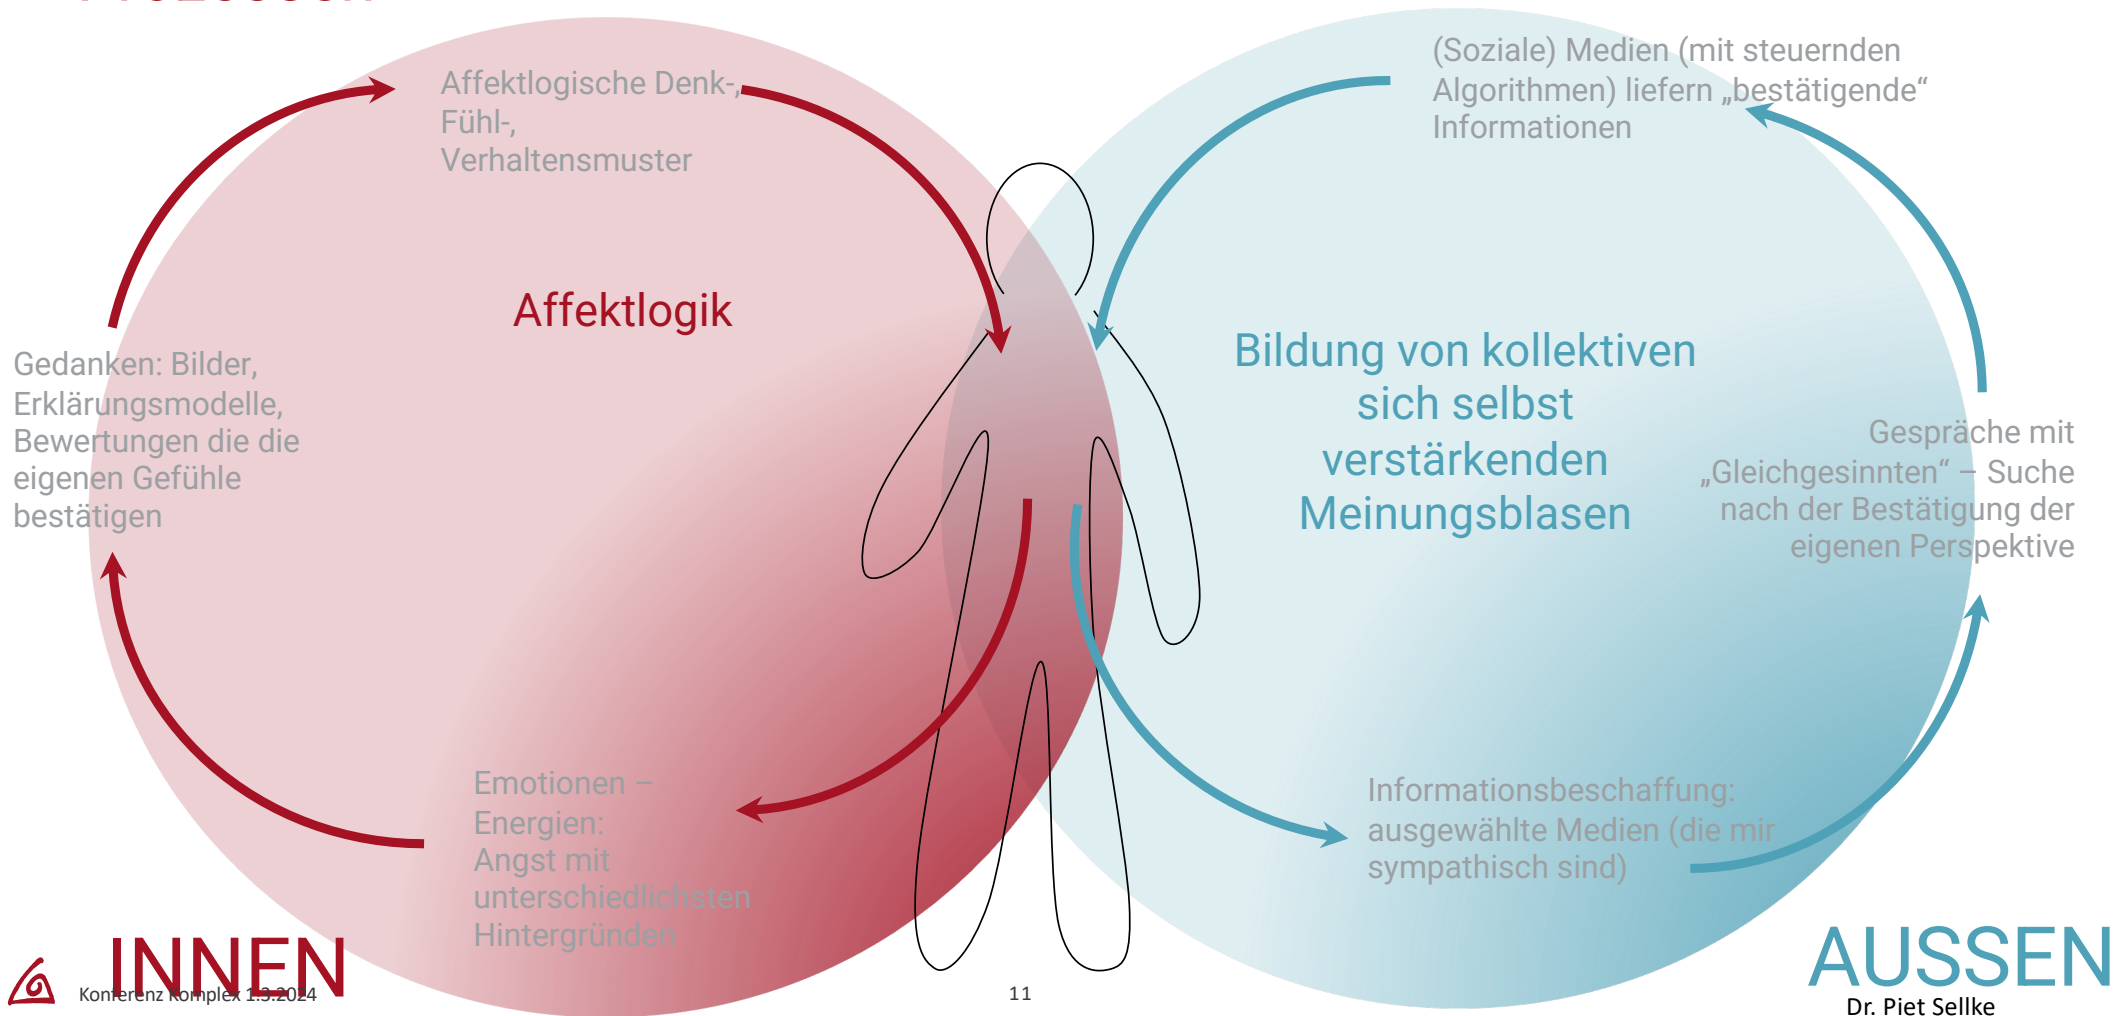 Affektlogische Denk-,
Fühl-,
Verhaltensmuster
(Soziale) Medien (mit steuernden
Algorithmen) liefern „bestätigende“
Informationen
Affektlogik
Gedanken: Bilder,
Erklärungsmodelle,
Bewertungen die die
eigenen Gefühle
bestätigen
Bildung von kollektiven
sich selbst
verstärkenden
Meinungsblasen
Gespräche mit
„Gleichgesinnten“ – Suche
nach der Bestätigung der
eigenen Perspektive
Emotionen –
Energien:
Angst mit
unterschiedlichsten
Hintergründen
Informationsbeschaffung:
ausgewählte Medien (die mir
sympathisch sind)
INNEN
AUSSEN
Konferenz Komplex 1.3.2024
11
Dr. Piet Sellke